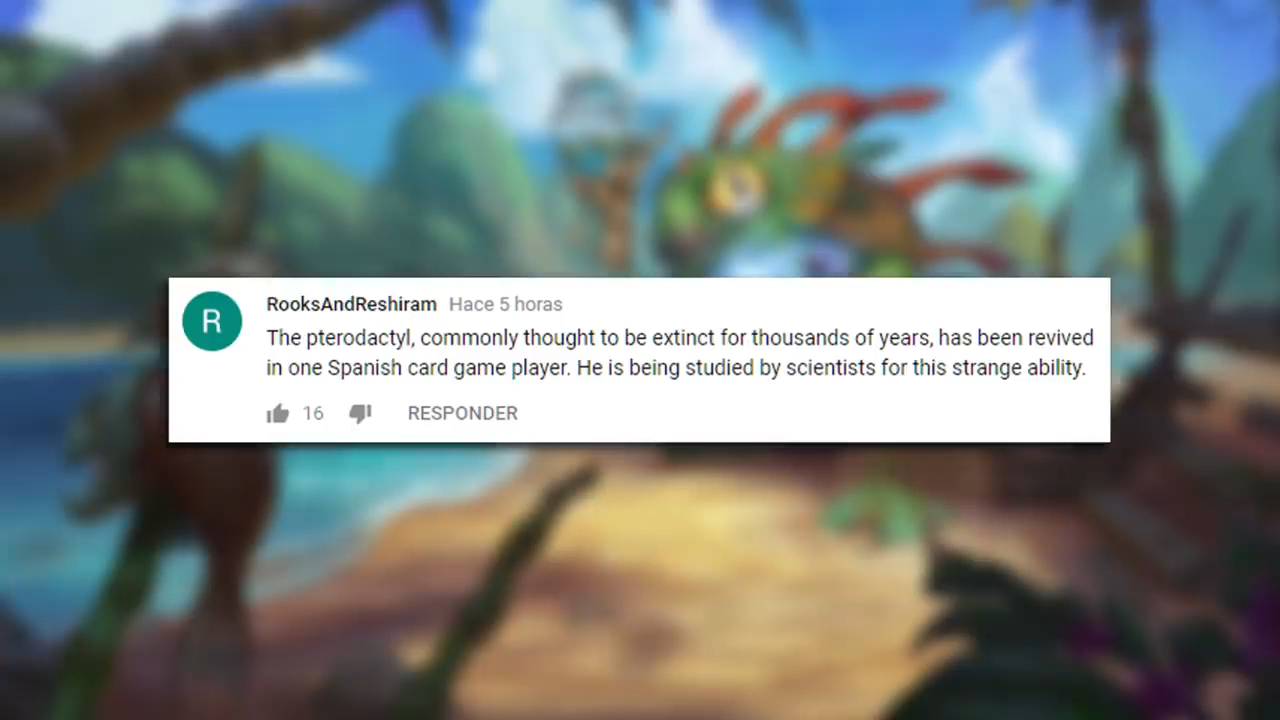 R
RooksAndReshiram Hace 5 horas
The pterodactyl, commonly thought to be extinct for thousands of years, has been revived
in one Spanish card game player. He is being studied by scientists for this strange ability.
16 RESPONDER